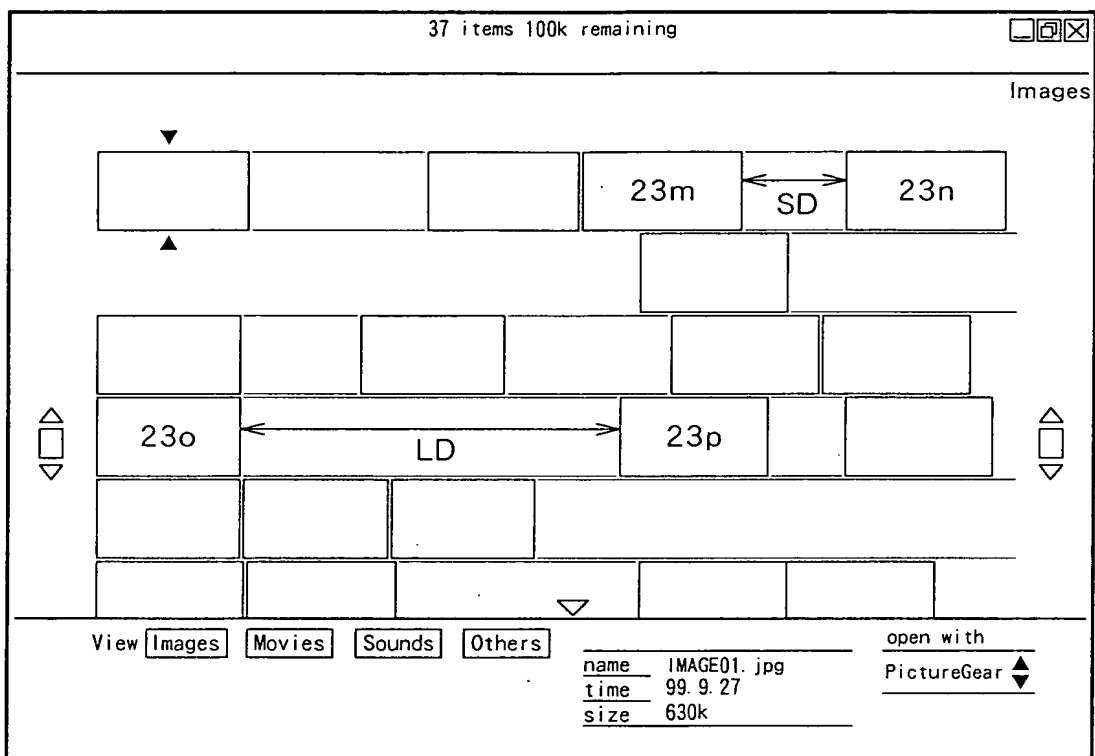 37 items 100k remaining
Images
23m
SD
23n
23o
LD
23p
View Images Movies Sounds Others
open with
PictureGear
name IMAGE01.jpg
time 99.9.27
size 630k